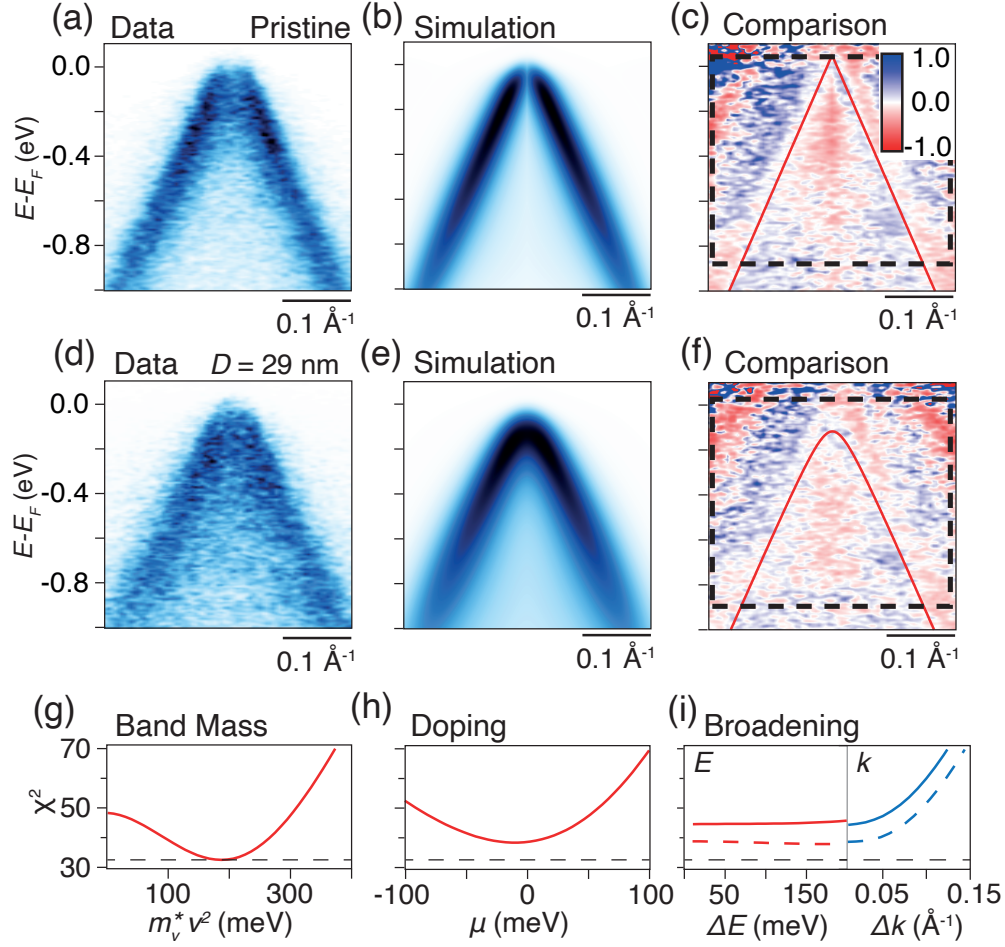 (a) (b) (c)
Data Pristine Simulation Comparison
0.0
-0.4
-0.8
E-E_F (eV)
1.0
0.0
-1.0
0.1 Å⁻¹ 0.1 Å⁻¹ 0.1 Å⁻¹
(d) (e) (f)
Data D = 29 nm Simulation Comparison
0.0
-0.4
-0.8
E-E_F (eV)
0.1 Å⁻¹ 0.1 Å⁻¹ 0.1 Å⁻¹
(g) (h) (i)
Band Mass Doping Broadening
70
50
30
χ²
E k
100 300 -100 0 100 50 150 0.05 0.15
m*_v v² (meV) μ (meV) ΔE (meV) Δk (Å⁻¹)